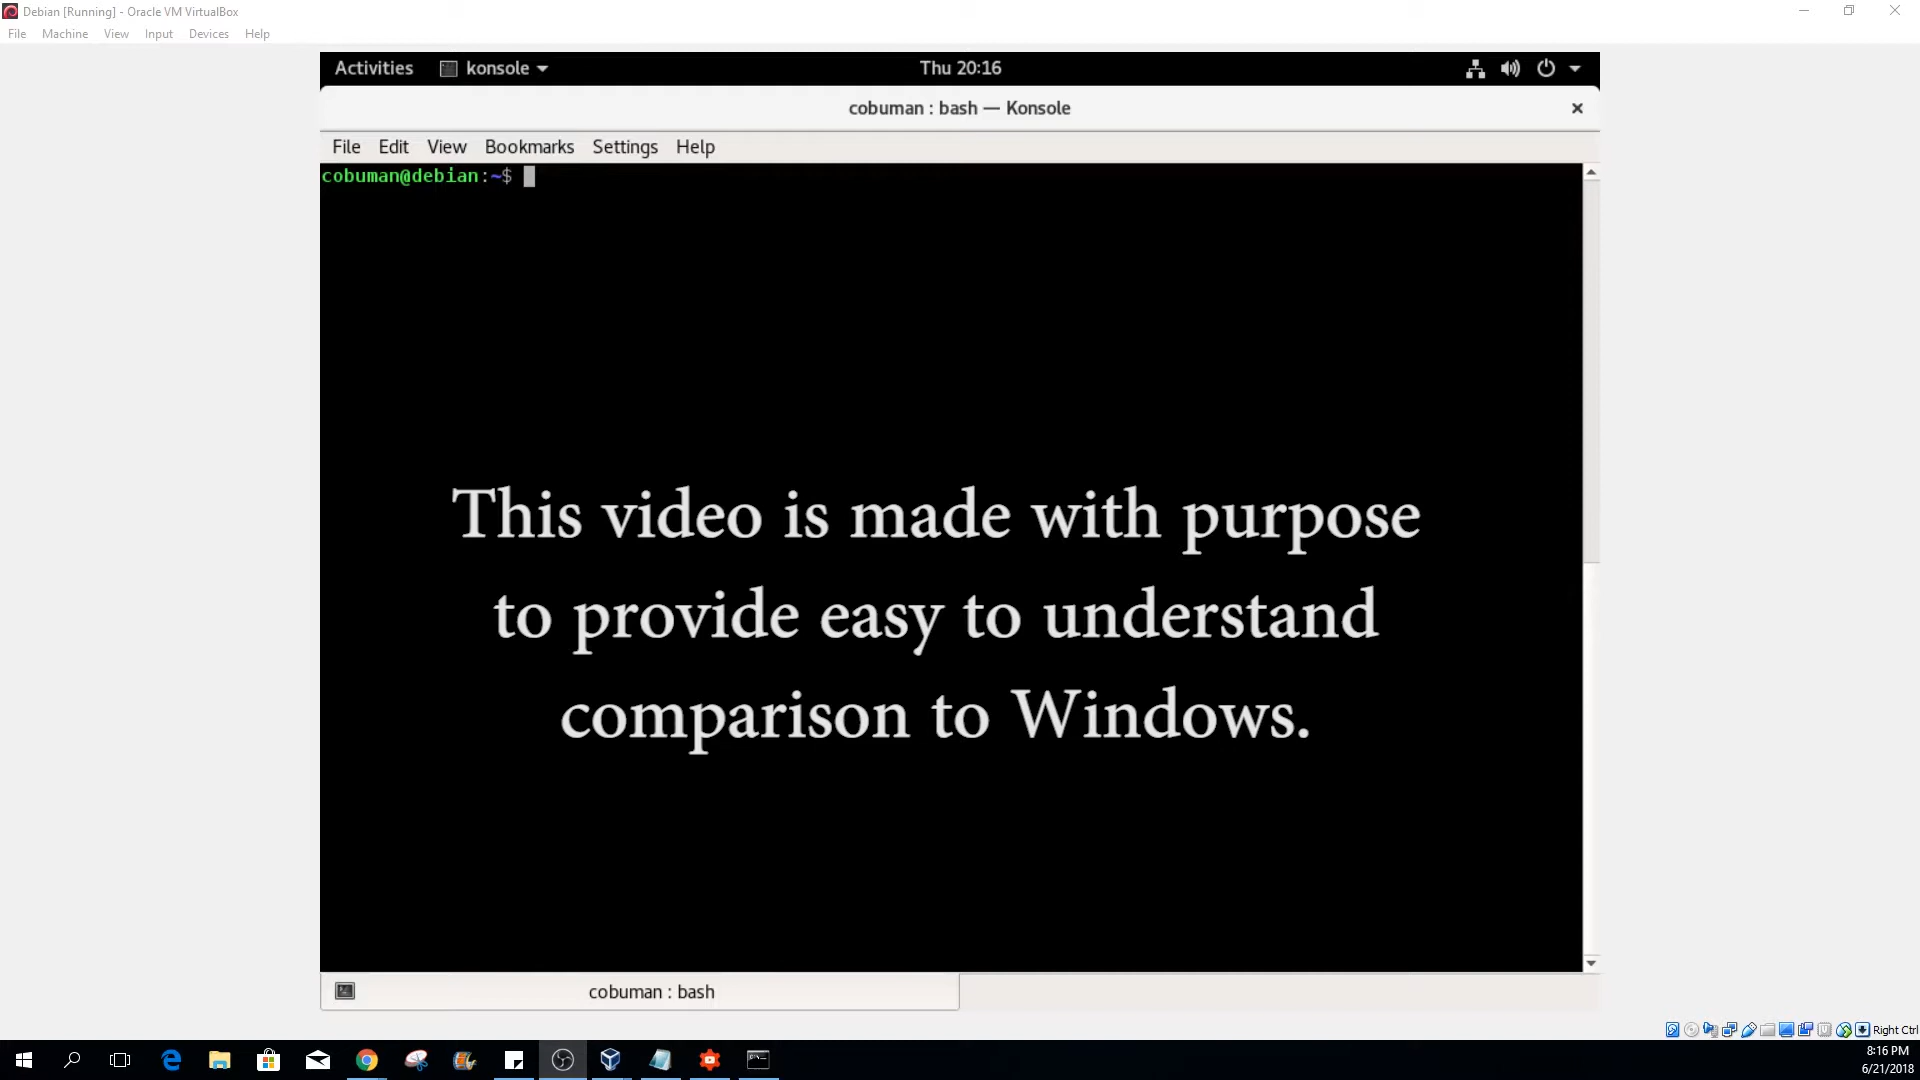 Debian [Running] - Oracle VM VirtualBox
File Machine View Input Devices Help
Activities konsole Thu 20:16
cobuman : bash — Konsole
File Edit View Bookmarks Settings Help
cobuman@debian:~$
This video is made with purpose
to provide easy to understand
comparison to Windows.
cobuman : bash
Right Ctrl
8:16 PM
6/21/2018